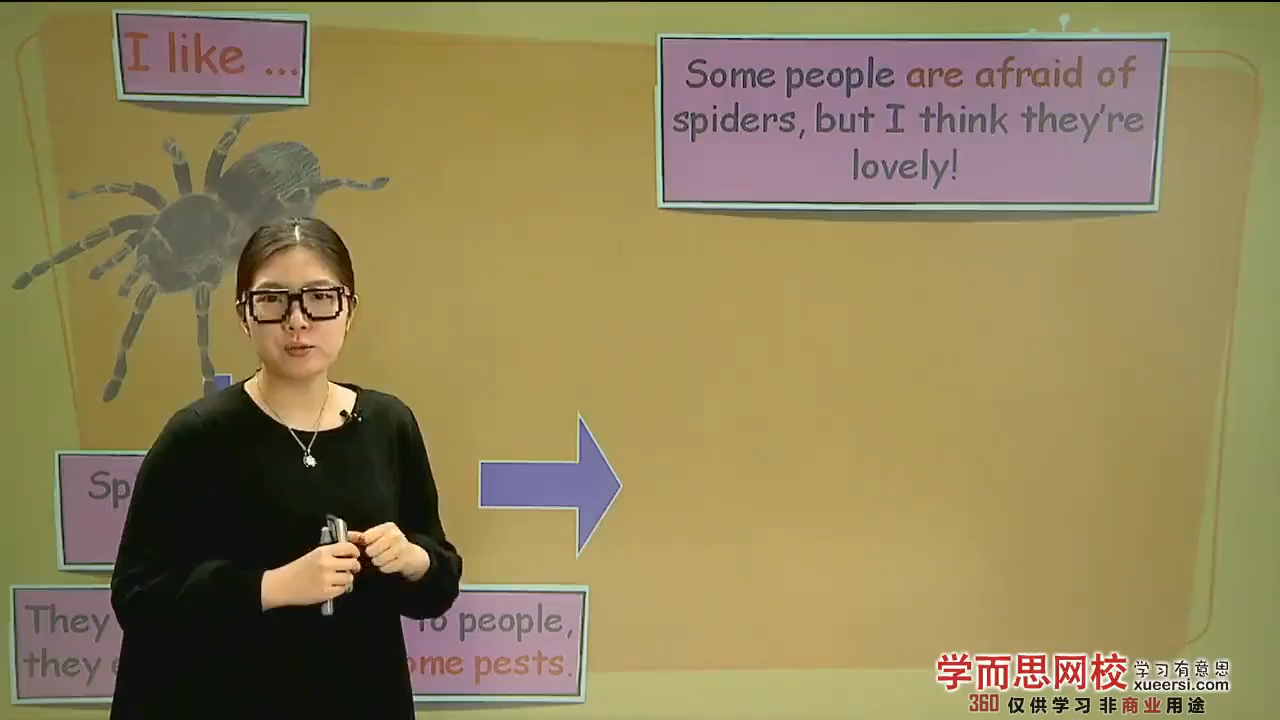 I like ...
Some people are afraid of
spiders, but I think they're
lovely!
They to people,
they some pests.
学而思网校 学习有意思
xueersi.com
360 仅供学习 非商业用途